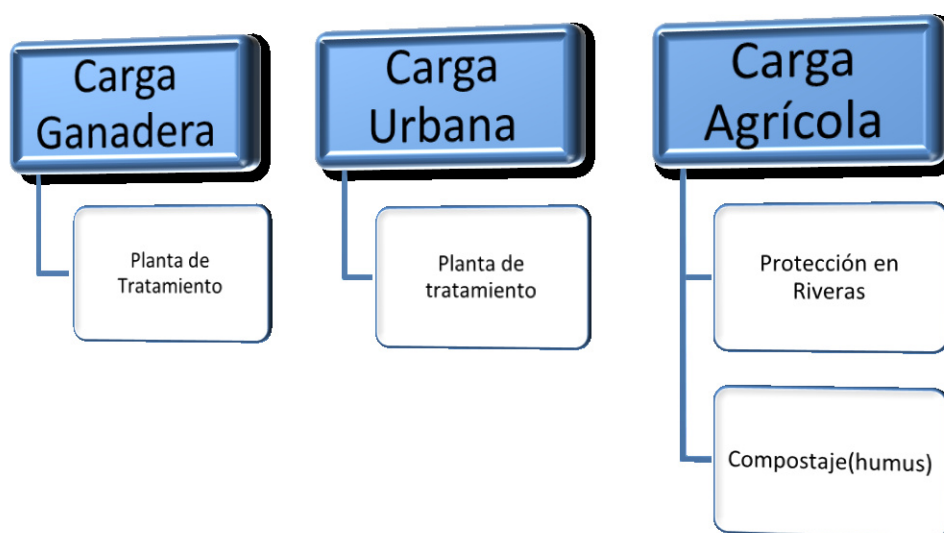 Carga
Ganadera
Planta de
Tratamiento
Carga
Urbana
Planta de
tratamiento
Carga
Agrícola
Protección en
Riveras
Compostaje(humus)